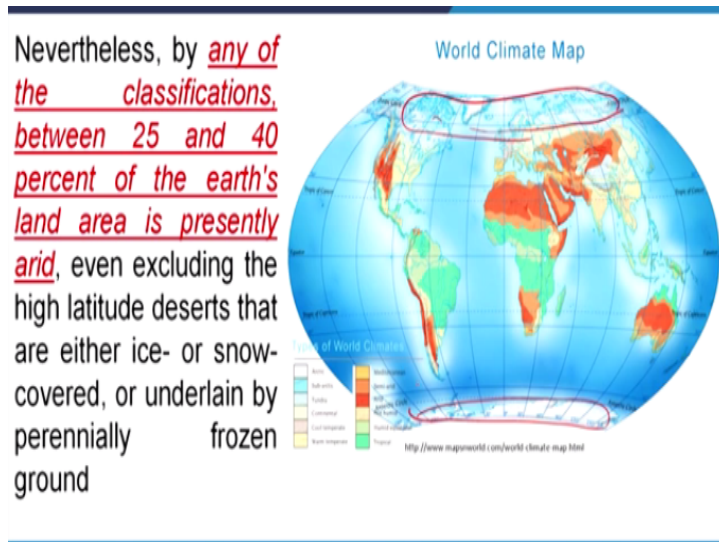 Nevertheless, by any of
the classifications,
between 25 and 40
percent of the earth's
land area is presently
arid, even excluding the
high latitude deserts that
are either ice- or snow-
covered, or underlain by
perennially frozen
ground
World Climate Map
Types of World Climates
Tropical
http://www.mapsnworld.com/world-climate-map.html